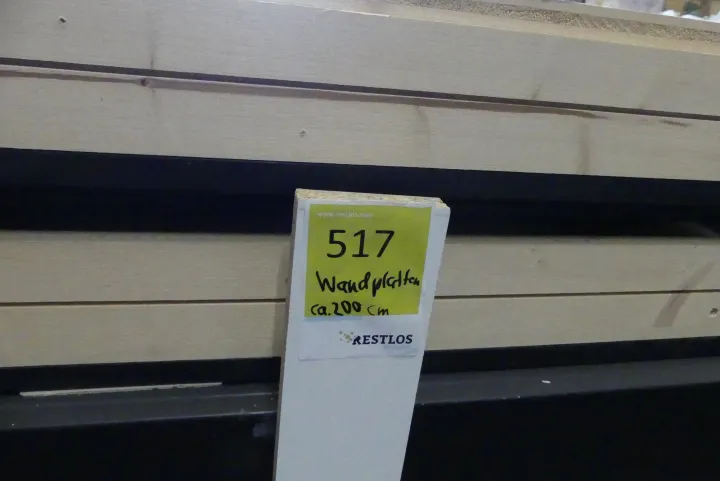 517
Wandplatten
ca. 200 cm
RESTLOS